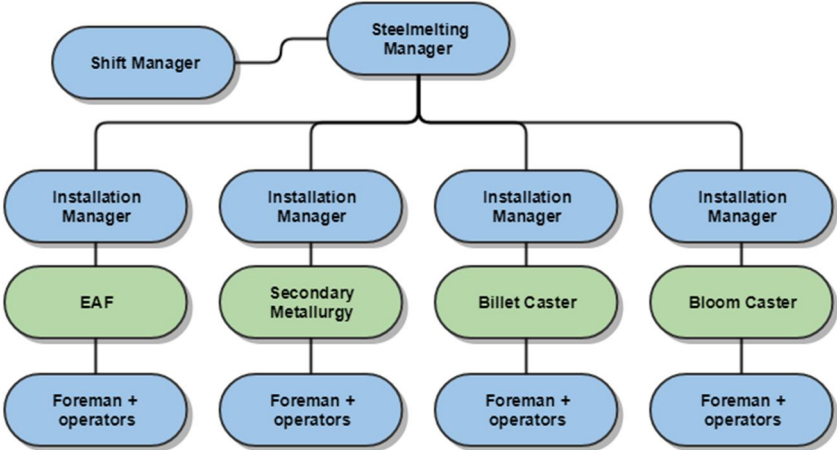 Steelmelting
Manager
Shift Manager
Installation
Manager
Installation
Manager
Installation
Manager
Installation
Manager
EAF
Secondary
Metallurgy
Billet Caster
Bloom Caster
Foreman +
operators
Foreman +
operators
Foreman +
operators
Foreman +
operators